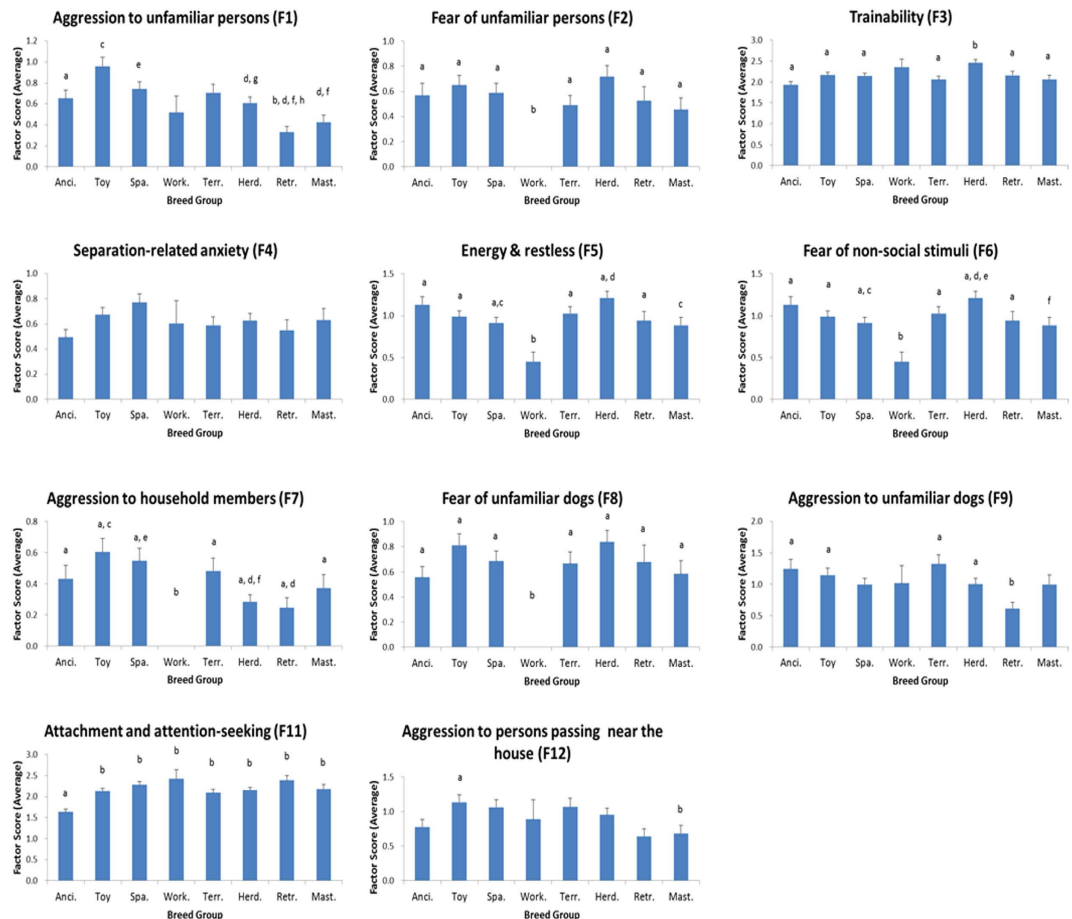 Aggression to unfamiliar persons (F1)
Factor Score (Average)
1.2
1.0
0.8
0.6
0.4
0.2
0.0
a c e d, g b, d, f, h d, f
Anci. Toy Spa. Work. Terr. Herd. Retr. Mast.
Breed Group
Fear of unfamiliar persons (F2)
Factor Score (Average)
1.0
0.8
0.6
0.4
0.2
0.0
a a a b a a a a
Anci. Toy Spa. Work. Terr. Herd. Retr. Mast.
Breed Group
Trainability (F3)
Factor Score (Average)
3.0
2.5
2.0
1.5
1.0
0.5
0.0
a a a a b a a
Anci. Toy Spa. Work. Terr. Herd. Retr. Mast.
Breed Group
Separation-related anxiety (F4)
Factor Score (Average)
1.0
0.8
0.6
0.4
0.2
0.0
Anci. Toy Spa. Work. Terr. Herd. Retr. Mast.
Breed Group
Energy & restless (F5)
Factor Score (Average)
1.5
1.0
0.5
0.0
a a a,c b a a, d a c
Anci. Toy Spa. Work. Terr. Herd. Retr. Mast.
Breed Group
Fear of non-social stimuli (F6)
Factor Score (Average)
1.5
1.0
0.5
0.0
a a a, c b a a, d, e a f
Anci. Toy Spa. Work. Terr. Herd. Retr. Mast.
Breed Group
Aggression to household members (F7)
Factor Score (Average)
0.8
0.6
0.4
0.2
0.0
a a, c a, e b a a, d, f a, d a
Anci. Toy Spa. Work. Terr. Herd. Retr. Mast.
Breed Group
Fear of unfamiliar dogs (F8)
Factor Score (Average)
1.0
0.8
0.6
0.4
0.2
0.0
a a a b a a a a
Anci. Toy Spa. Work. Terr. Herd. Retr. Mast.
Breed Group
Aggression to unfamiliar dogs (F9)
Factor Score (Average)
2.0
1.5
1.0
0.5
0.0
a a a a b
Anci. Toy Spa. Work. Terr. Herd. Retr. Mast.
Breed Group
Attachment and attention-seeking (F11)
Factor Score (Average)
3.0
2.5
2.0
1.5
1.0
0.5
0.0
a b b b b b b b
Anci. Toy Spa. Work. Terr. Herd. Retr. Mast.
Breed Group
Aggression to persons passing near the
house (F12)
Factor Score (Average)
1.5
1.0
0.5
0.0
a b
Anci. Toy Spa. Work. Terr. Herd. Retr. Mast.
Breed Group